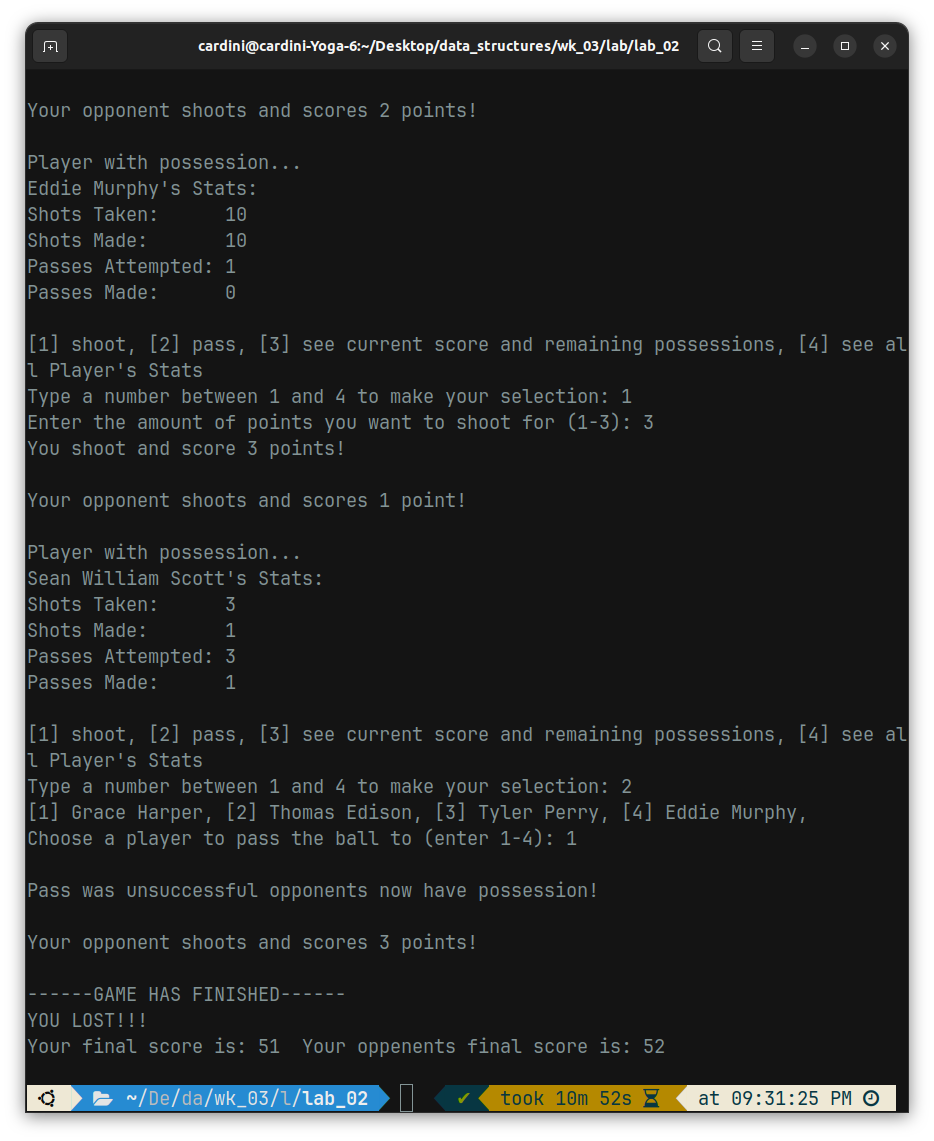 cardini@cardini-Yoga-6:~/Desktop/data_structures/wk_03/lab/lab_02
Your opponent shoots and scores 2 points!
Player with possession...
Eddie Murphy's Stats:
Shots Taken:      10
Shots Made:       10
Passes Attempted: 1
Passes Made:      0
[1] shoot, [2] pass, [3] see current score and remaining possessions, [4] see al
l Player's Stats
Type a number between 1 and 4 to make your selection: 1
Enter the amount of points you want to shoot for (1-3): 3
You shoot and score 3 points!
Your opponent shoots and scores 1 point!
Player with possession...
Sean William Scott's Stats:
Shots Taken:      3
Shots Made:       1
Passes Attempted: 3
Passes Made:      1
[1] shoot, [2] pass, [3] see current score and remaining possessions, [4] see al
l Player's Stats
Type a number between 1 and 4 to make your selection: 2
[1] Grace Harper, [2] Thomas Edison, [3] Tyler Perry, [4] Eddie Murphy,
Choose a player to pass the ball to (enter 1-4): 1
Pass was unsuccessful opponents now have possession!
Your opponent shoots and scores 3 points!
------GAME HAS FINISHED------
YOU LOST!!!
Your final score is: 51  Your oppenents final score is: 52
~/De/da/wk_03/l/lab_02 ✔ took 10m 52s at 09:31:25 PM